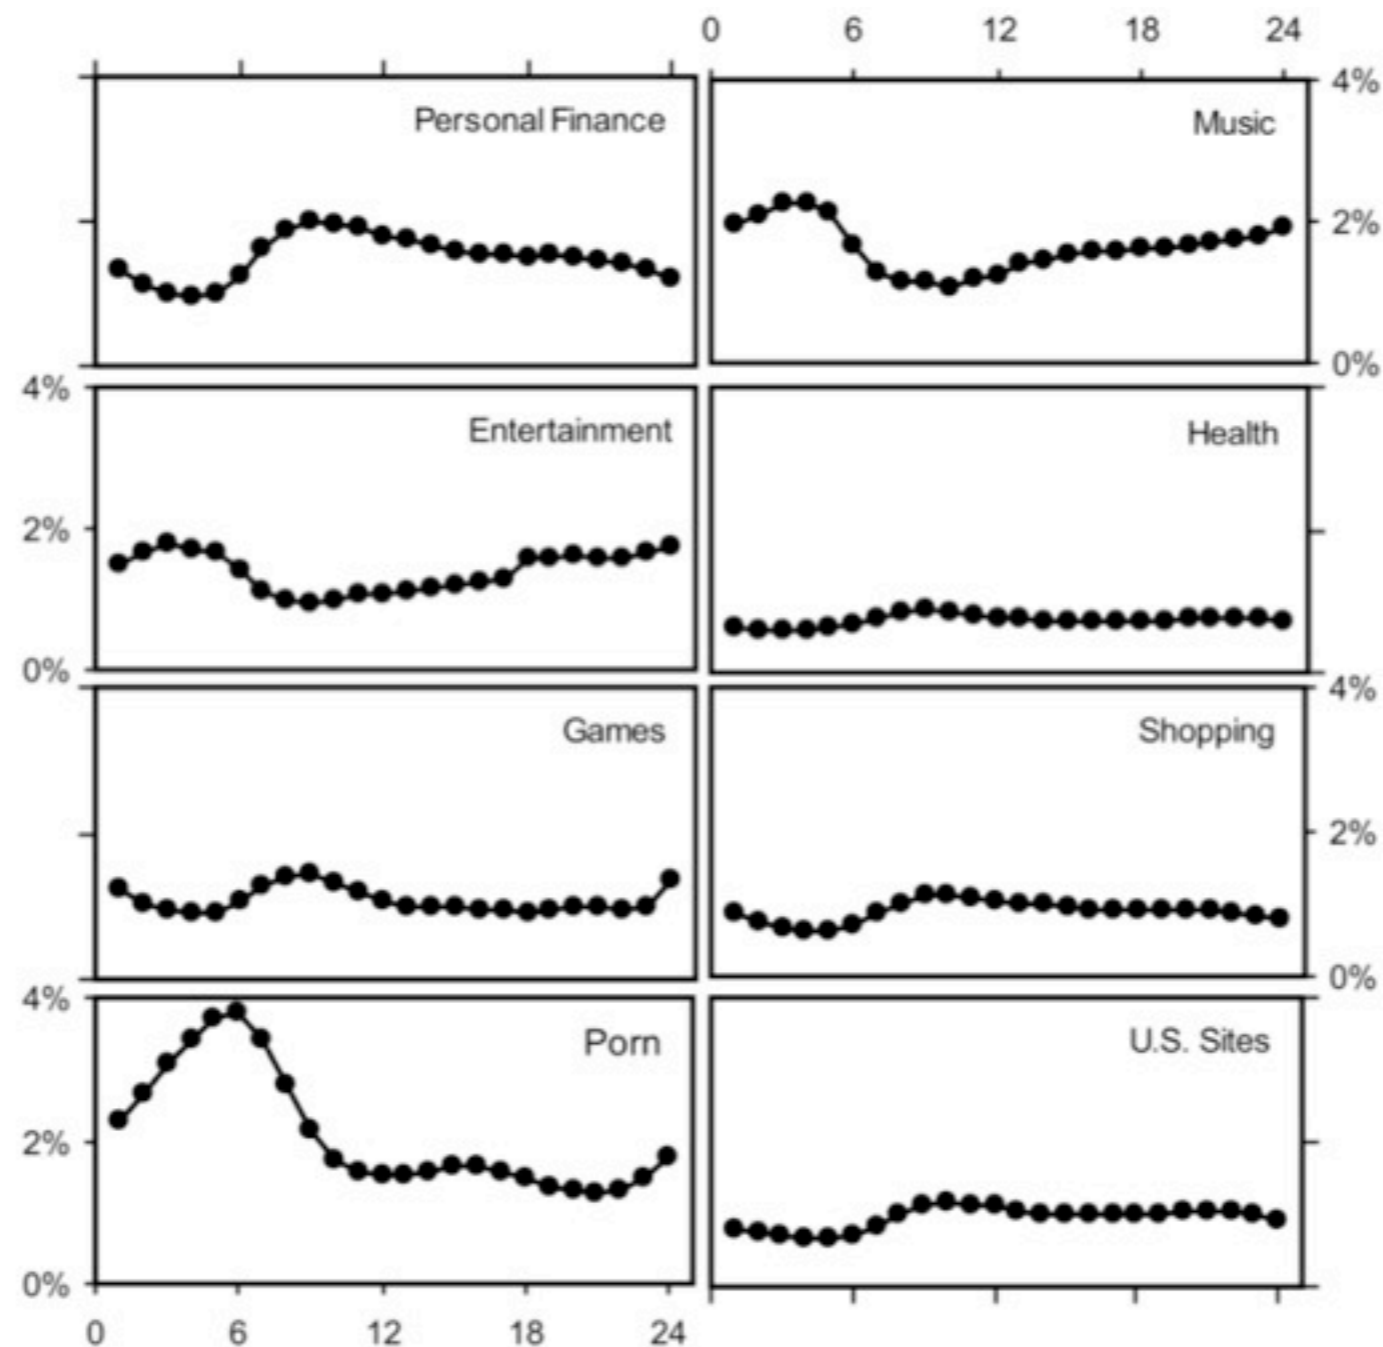 0 6 12 18 24
Personal Finance
Music
4%
2%
0%
4%
2%
0%
Entertainment
Health
Games
Shopping
4%
2%
0%
4%
2%
0%
Porn
U.S. Sites
0 6 12 18 24